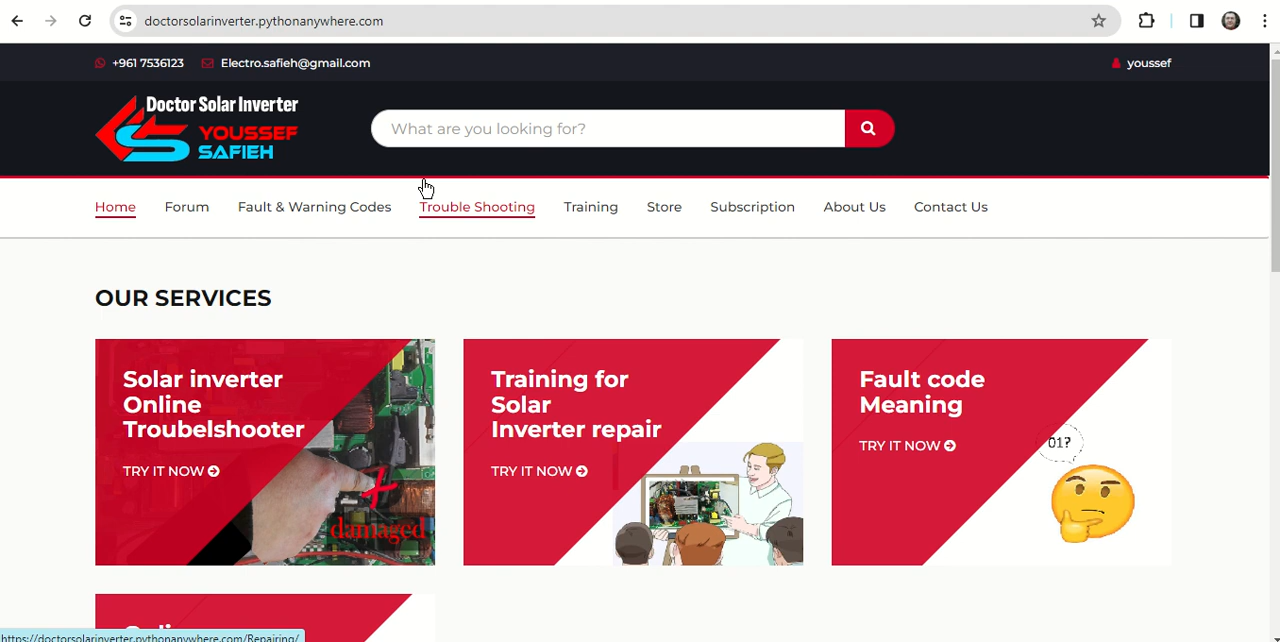 doctorsolarinverter.pythonanywhere.com
+961 7536123 Electro.safieh@gmail.com youssef
Doctor Solar Inverter
YOUSSEF
SAFIEH
What are you looking for?
Home Forum Fault & Warning Codes Trouble Shooting Training Store Subscription About Us Contact Us
OUR SERVICES
Solar inverter
Online
Troubelshooter
TRY IT NOW
damaged
Training for
Solar
Inverter repair
TRY IT NOW
Fault code
Meaning
TRY IT NOW
01?
https://doctorsolarinverter.pythonanywhere.com/Repairing/